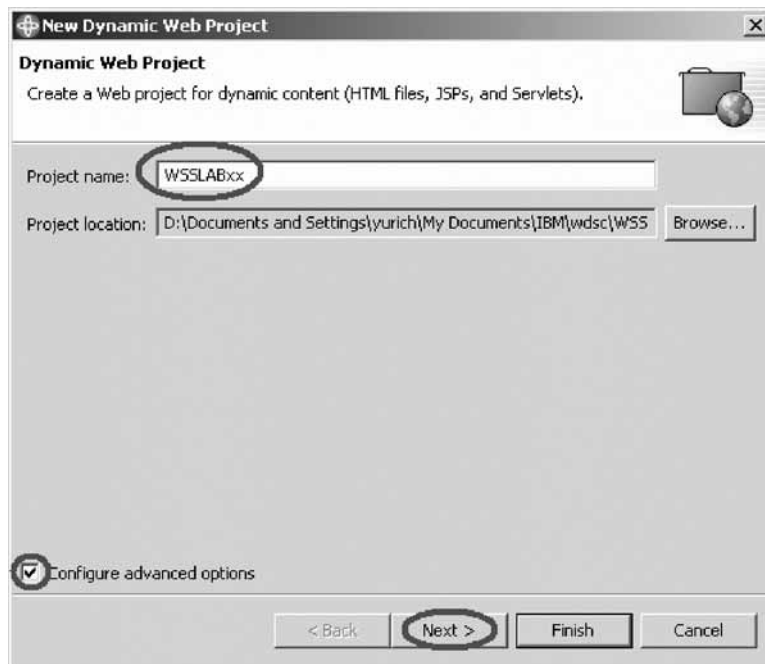 New Dynamic Web Project
Dynamic Web Project
Create a Web project for dynamic content (HTML files, JSPs, and Servlets).
Project name: WSSLABxx
Project location: D:\Documents and Settings\yurich\My Documents\IBM\wdsc\WSS Browse...
Configure advanced options
< Back Next > Finish Cancel